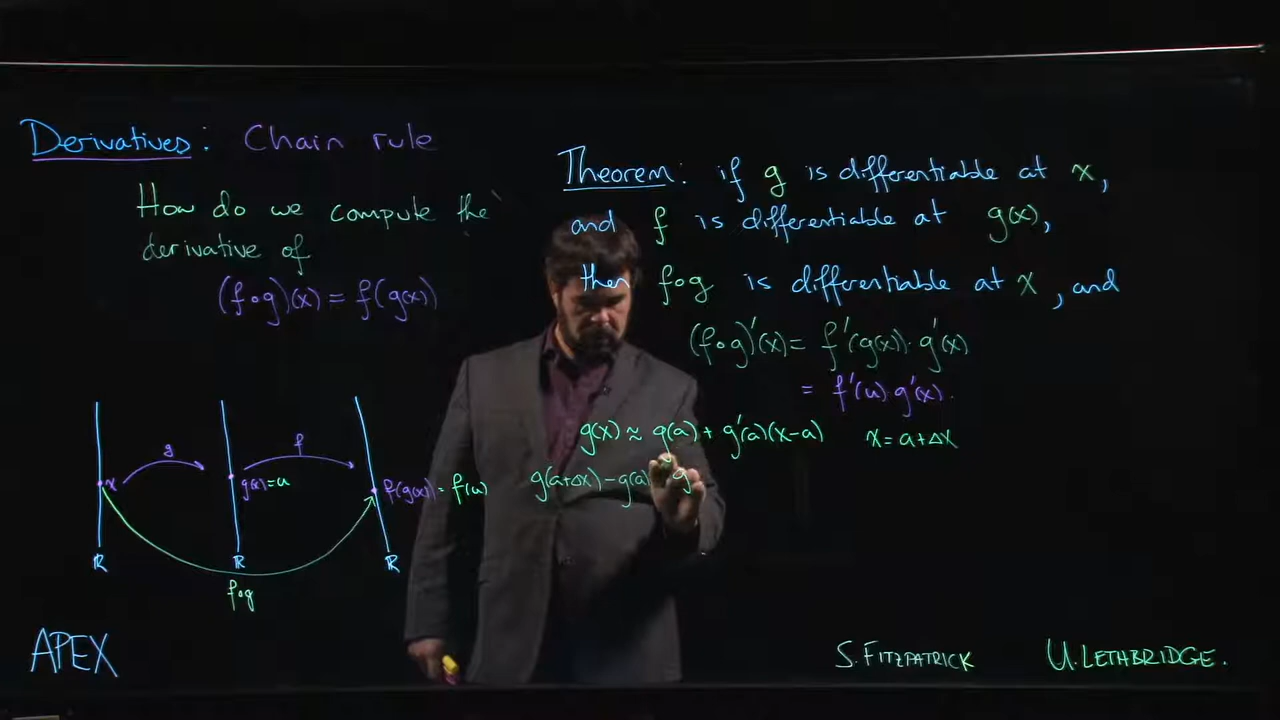 Derivatives: Chain rule
How do we compute the
derivative of
(f∘g)(x) = f(g(x))
g
f
x
g(x)=u
f(g(x)) = f(u)
ℝ
ℝ
ℝ
f∘g
Theorem: if g is differentiable at x,
and f is differentiable at g(x),
then f∘g is differentiable at x, and
(f∘g)'(x) = f'(g(x))·g'(x)
= f'(u)·g'(x).
g(x) ≈ g(a) + g'(a)(x-a) x = a+Δx
g(a+Δx) - g(a) g
APEX
S. FITZPATRICK U. LETHBRIDGE.